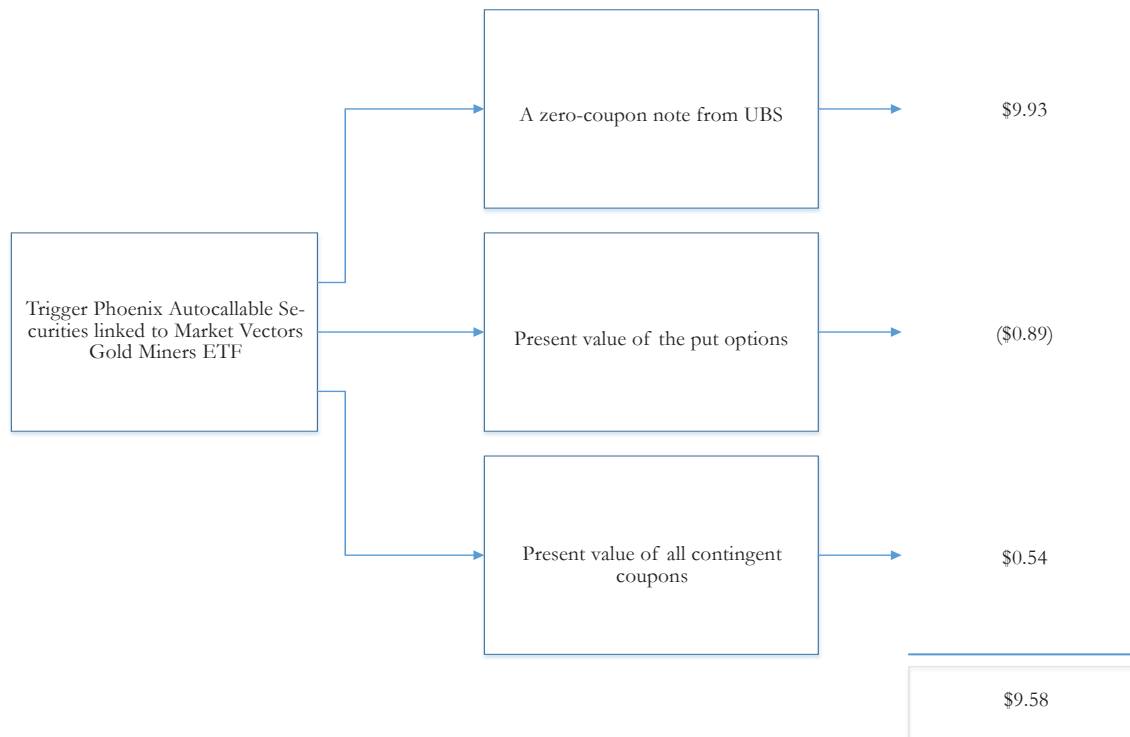 A zero-coupon note from UBS
$9.93
Trigger Phoenix Autocallable Se-
curities linked to Market Vectors
Gold Miners ETF
Present value of the put options
($0.89)
Present value of all contingent
coupons
$0.54
$9.58